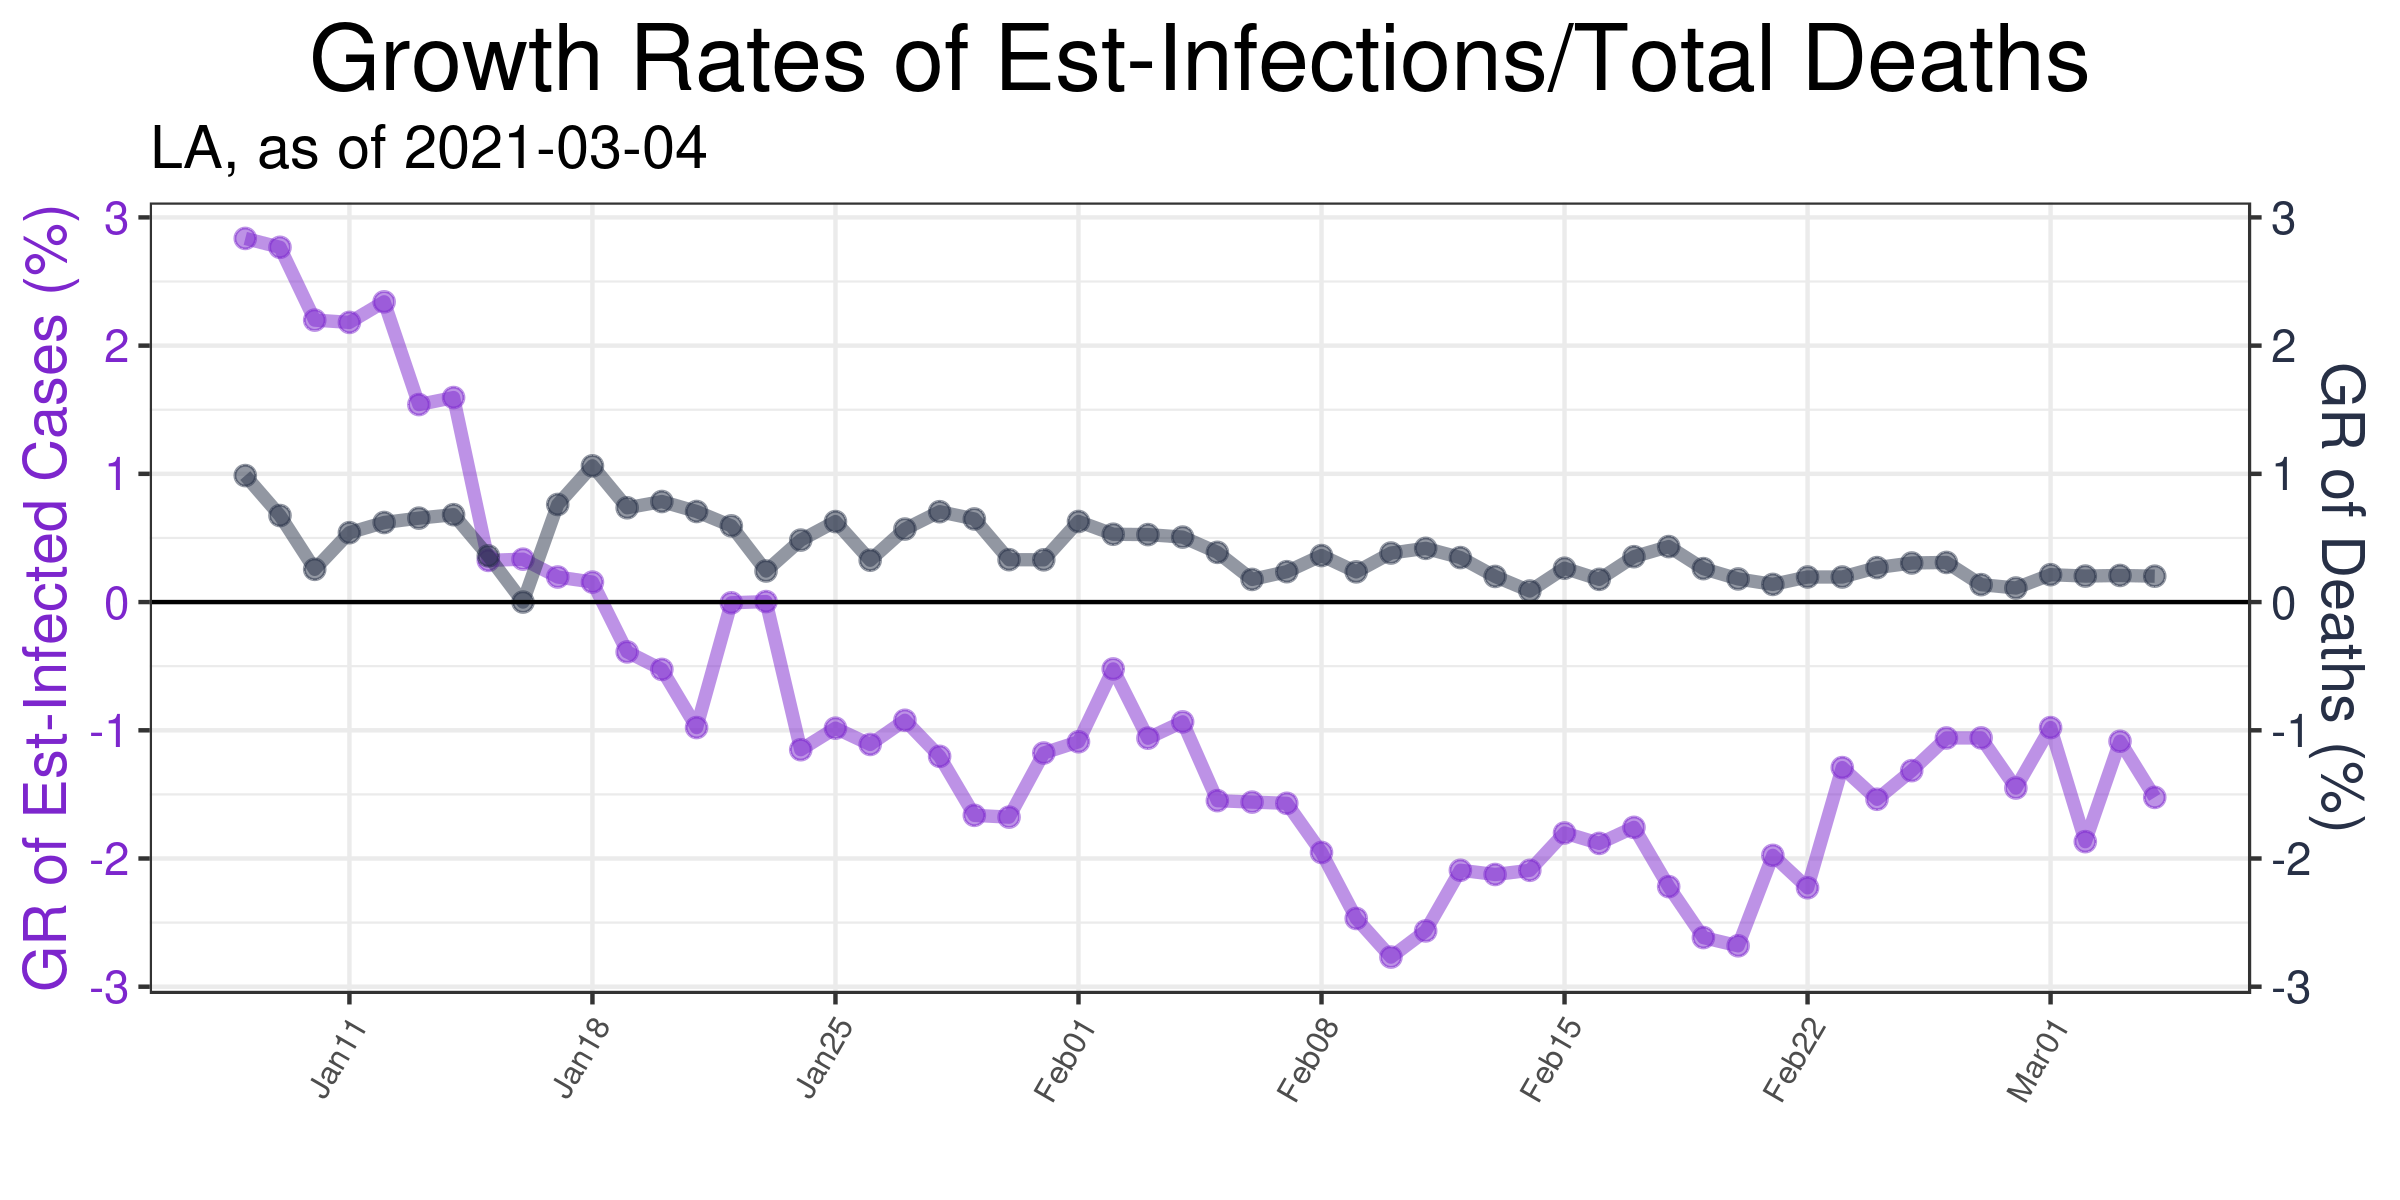 Growth Rates of Est-Infections/Total Deaths
LA, as of 2021-03-04
GR of Est-Infected Cases (%)
3
2
1
0
-1
-2
-3
3
2
1
0
-1
-2
-3
GR of Deaths (%)
Jan11
Jan18
Jan25
Feb01
Feb08
Feb15
Feb22
Mar01